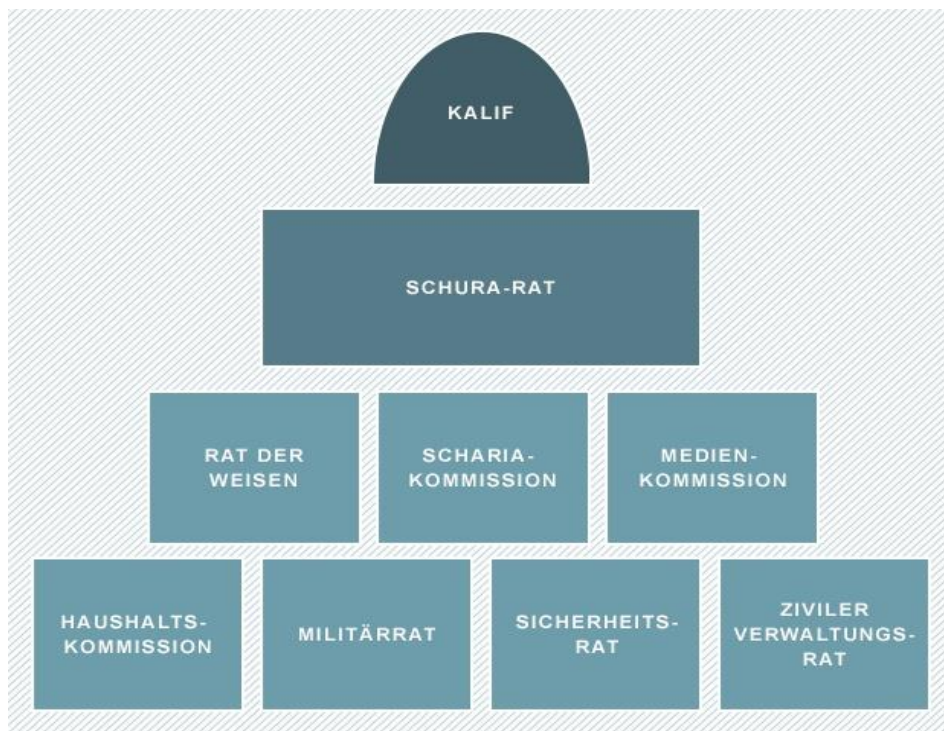 KALIF
SCHURA-RAT
RAT DER
WEISEN
SCHARIA-
KOMMISSION
MEDIEN-
KOMMISSION
HAUSHALTS-
KOMMISSION
MILITÄRRAT
SICHERHEITS-
RAT
ZIVILER
VERWALTUNGS-
RAT